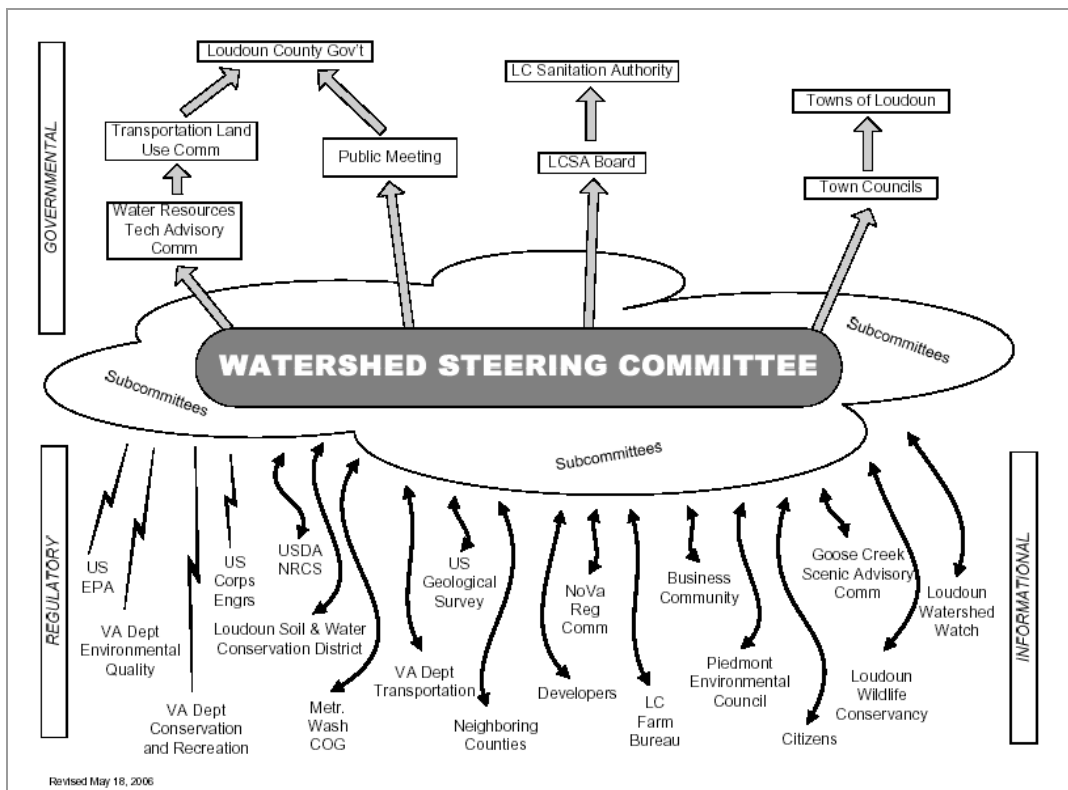 GOVERNMENTAL
Loudoun County Gov't
LC Sanitation Authority
Towns of Loudoun
Transportation Land
Use Comm
Public Meeting
LCSA Board
Town Councils
Water Resources
Tech Advisory
Comm
Subcommittees
WATERSHED STEERING COMMITTEE
Subcommittees
Subcommittees
REGULATORY
INFORMATIONAL
US
EPA
VA Dept
Environmental
Quality
VA Dept
Conservation
and Recreation
US
Corps
Engrs
USDA
NRCS
Loudoun Soil & Water
Conservation District
Metr.
Wash
COG
VA Dept
Transportation
US
Geological
Survey
Neighboring
Counties
Developers
NoVa
Reg
Comm
LC
Farm
Bureau
Business
Community
Piedmont
Environmental
Council
Citizens
Goose Creek
Scenic Advisory
Comm
Loudoun
Wildlife
Conservancy
Loudoun
Watershed
Watch
Revised May 18, 2006